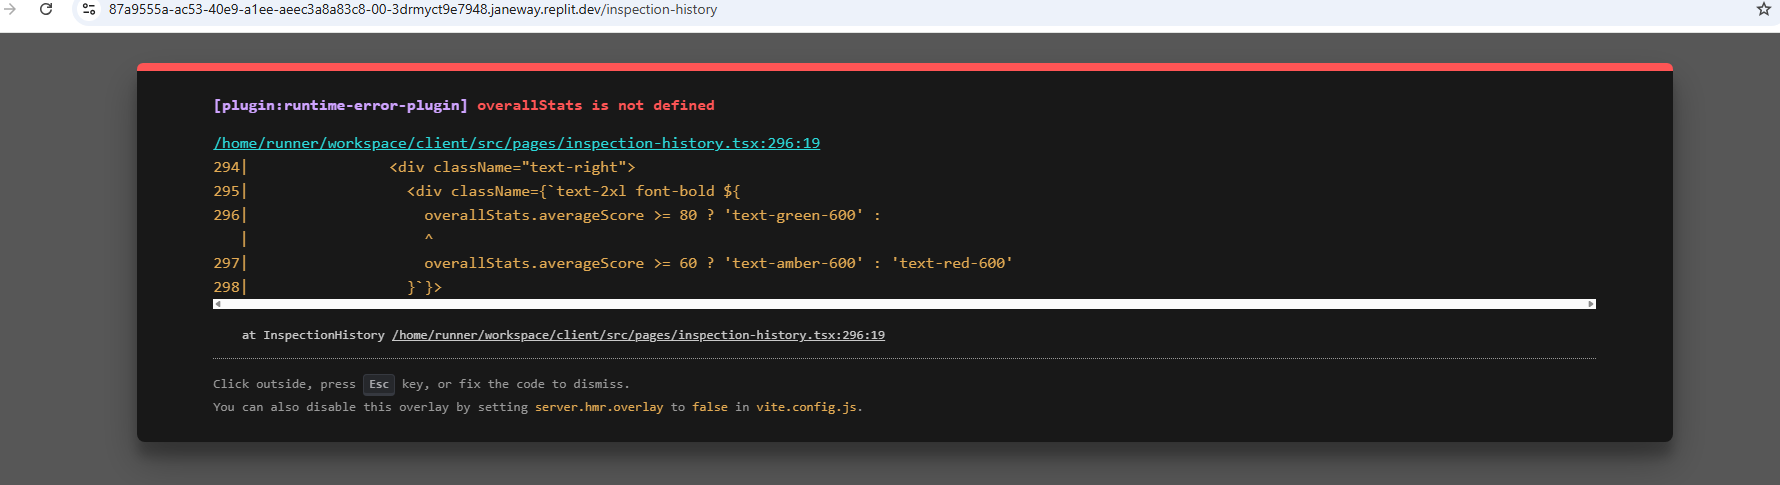 87a9555a-ac53-40e9-a1ee-aeec3a8a83c8-00-3drmyct9e7948.janeway.replit.dev/inspection-history
[plugin:runtime-error-plugin] overallStats is not defined
/home/runner/workspace/client/src/pages/inspection-history.tsx:296:19
294|                <div className="text-right">
295|                  <div className={`text-2xl font-bold ${
296|                    overallStats.averageScore >= 80 ? 'text-green-600' :
   |                    ^
297|                    overallStats.averageScore >= 60 ? 'text-amber-600' : 'text-red-600'
298|                  }`}>
at InspectionHistory /home/runner/workspace/client/src/pages/inspection-history.tsx:296:19
Click outside, press Esc key, or fix the code to dismiss.
You can also disable this overlay by setting server.hmr.overlay to false in vite.config.js.